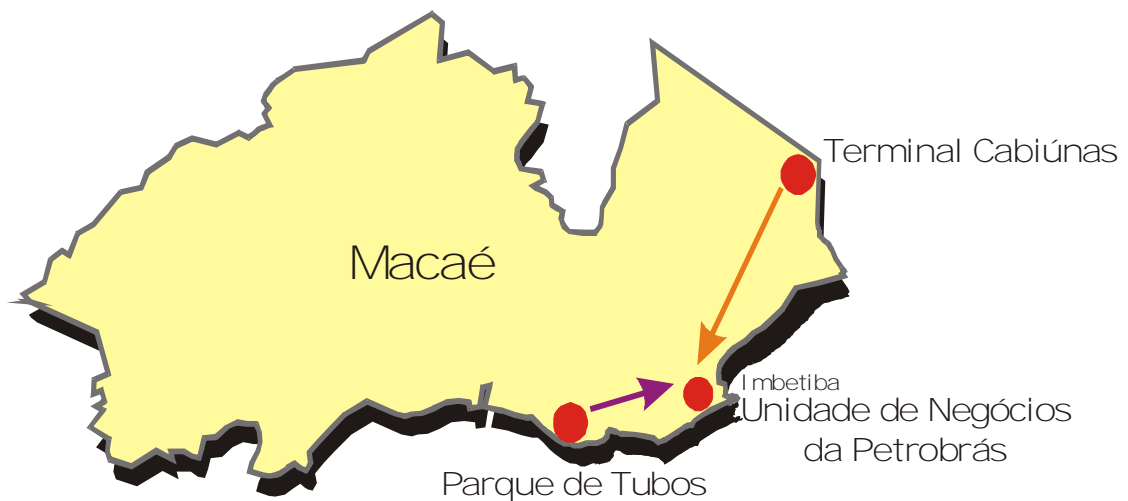 Terminal Cabiúnas
Macaé
Imbetiba
Unidade de Negócios
da Petrobrás
Parque de Tubos